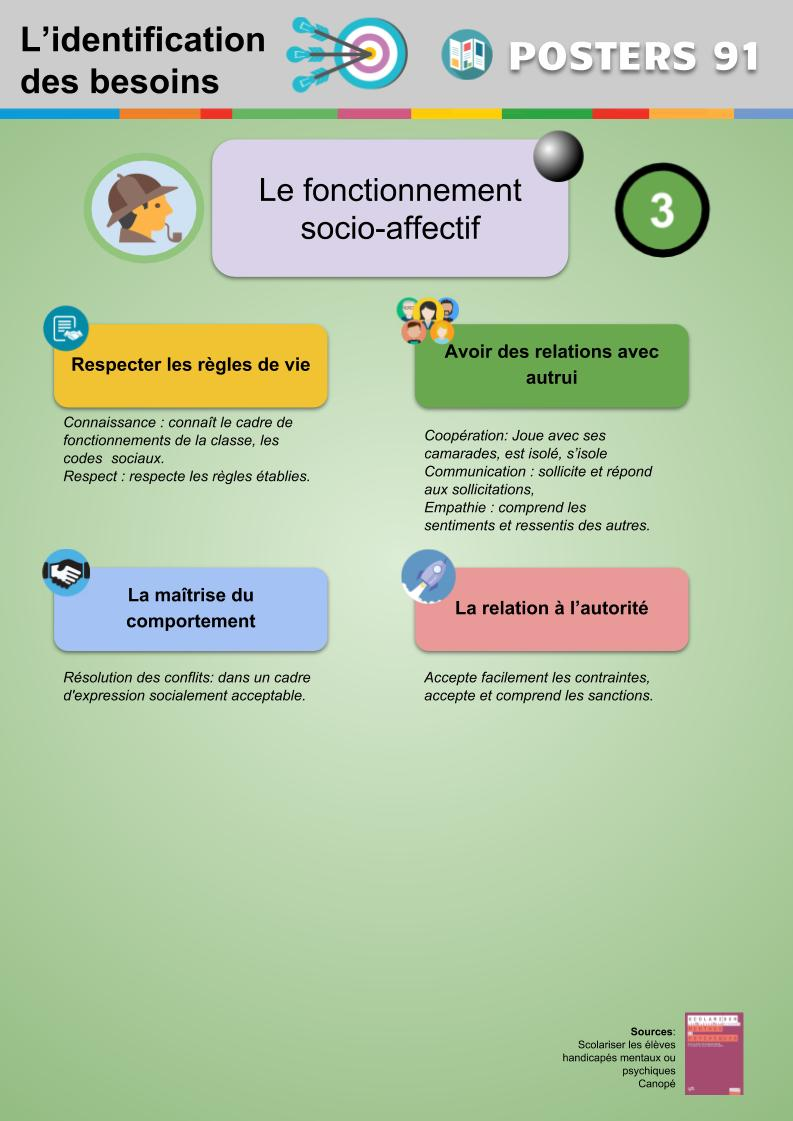 L'identification
des besoins
POSTERS 91
Le fonctionnement
socio-affectif
3
Respecter les règles de vie
Connaissance : connaît le cadre de
fonctionnements de la classe, les
codes  sociaux.
Respect : respecte les règles établies.
Avoir des relations avec
autrui
Coopération: Joue avec ses
camarades, est isolé, s'isole
Communication : sollicite et répond
aux sollicitations,
Empathie : comprend les
sentiments et ressentis des autres.
La maîtrise du
comportement
Résolution des conflits: dans un cadre
d'expression socialement acceptable.
La relation à l'autorité
Accepte facilement les contraintes,
accepte et comprend les sanctions.
Sources:
Scolariser les élèves
handicapés mentaux ou
psychiques
Canopé